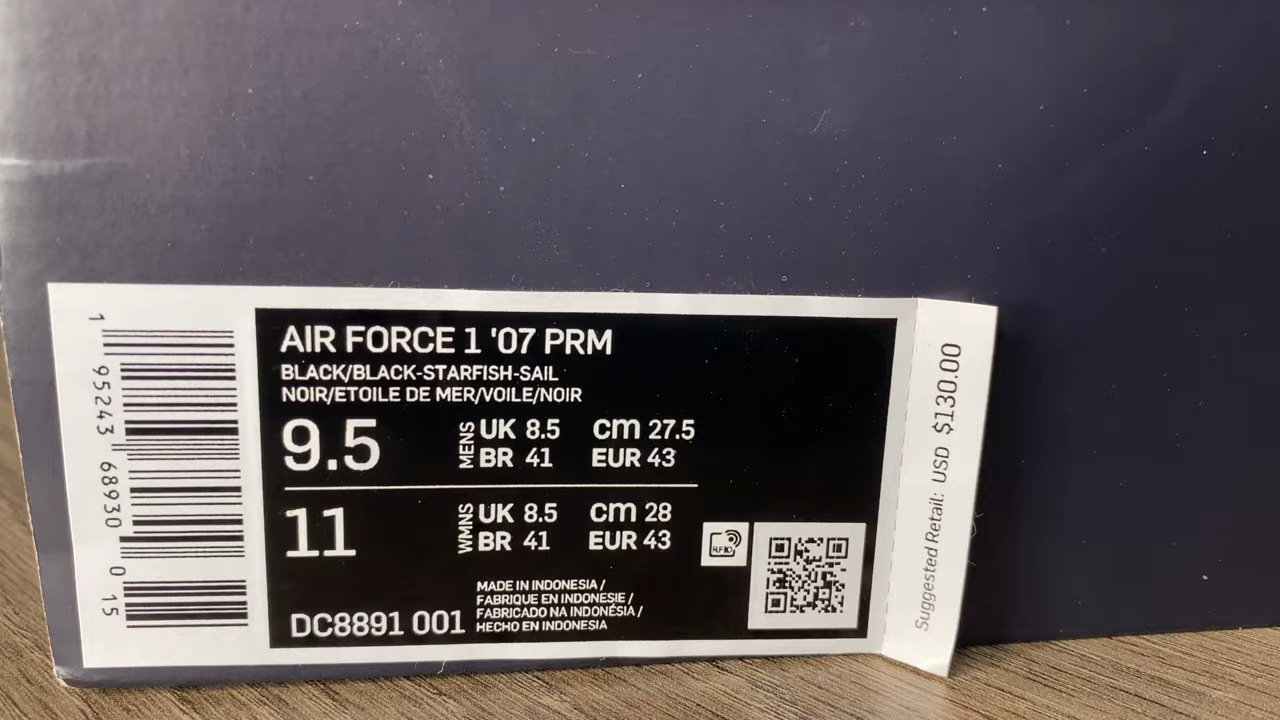 1
95243
68930
0
15
AIR FORCE 1 '07 PRM
BLACK/BLACK-STARFISH-SAIL
NOIR/ETOILE DE MER/VOILE/NOIR
9.5
MENS
UK 8.5 cm 27.5
BR 41 EUR 43
11
WMNS
UK 8.5 cm 28
BR 41 EUR 43
RFID
MADE IN INDONESIA /
FABRIQUE EN INDONESIE /
FABRICADO NA INDONÉSIA /
HECHO EN INDONESIA
DC8891 001
Suggested Retail: USD $130.00